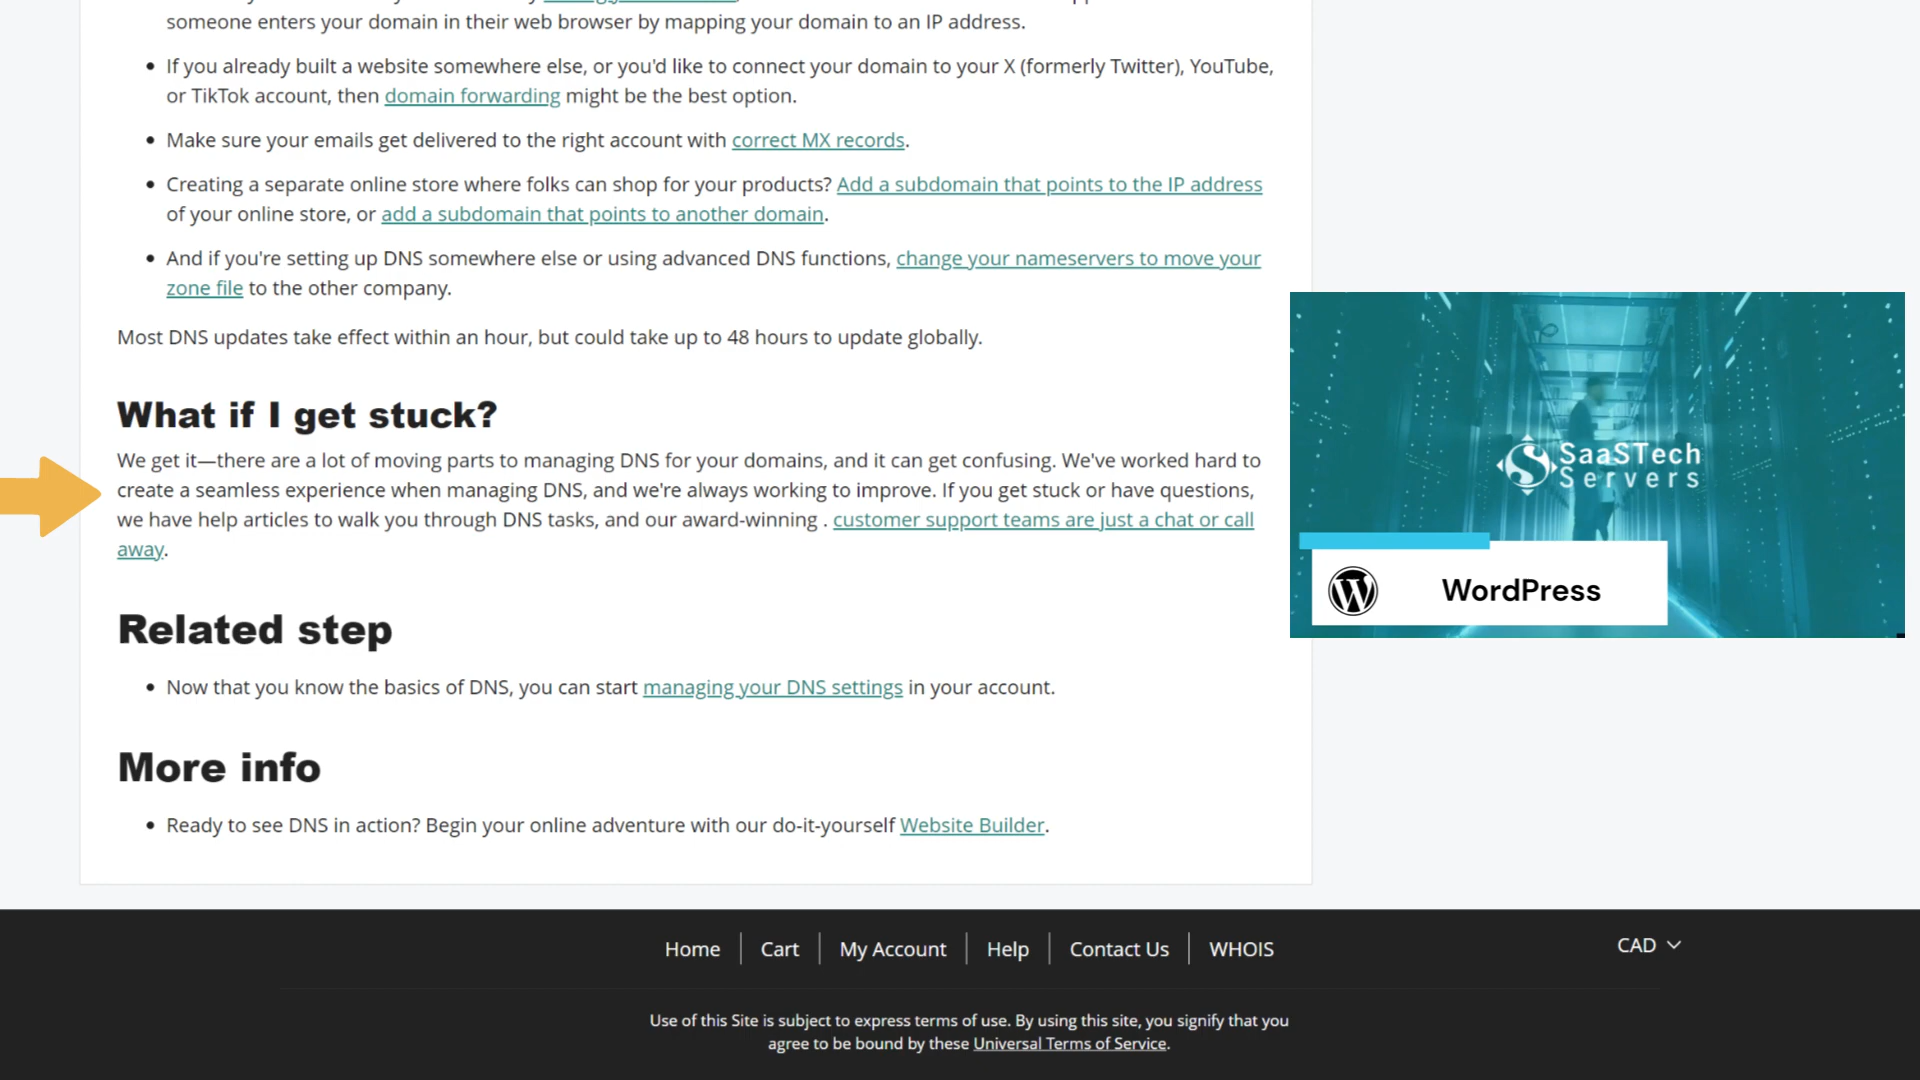 someone enters your domain in their web browser by mapping your domain to an IP address.
If you already built a website somewhere else, or you'd like to connect your domain to your X (formerly Twitter), YouTube,
or TikTok account, then domain forwarding might be the best option.
Make sure your emails get delivered to the right account with correct MX records.
Creating a separate online store where folks can shop for your products? Add a subdomain that points to the IP address
of your online store, or add a subdomain that points to another domain.
And if you're setting up DNS somewhere else or using advanced DNS functions, change your nameservers to move your
zone file to the other company.
Most DNS updates take effect within an hour, but could take up to 48 hours to update globally.
What if I get stuck?
We get it—there are a lot of moving parts to managing DNS for your domains, and it can get confusing. We've worked hard to
create a seamless experience when managing DNS, and we're always working to improve. If you get stuck or have questions,
we have help articles to walk you through DNS tasks, and our award-winning . customer support teams are just a chat or call
away.
SaaSTech
Servers
WordPress
Related step
Now that you know the basics of DNS, you can start managing your DNS settings in your account.
More info
Ready to see DNS in action? Begin your online adventure with our do-it-yourself Website Builder.
Home
Cart
My Account
Help
Contact Us
WHOIS
CAD
Use of this Site is subject to express terms of use. By using this site, you signify that you
agree to be bound by these Universal Terms of Service.